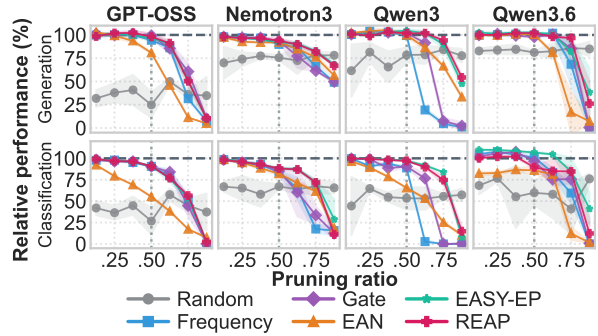 GPT-OSS Nemotron3 Qwen3 Qwen3.6
Relative performance (%)
Generation
100
75
50
25
0
Classification
100
75
50
25
0
.25 .50 .75 .25 .50 .75 .25 .50 .75 .25 .50 .75
Pruning ratio
Random Gate EASY-EP
Frequency EAN REAP